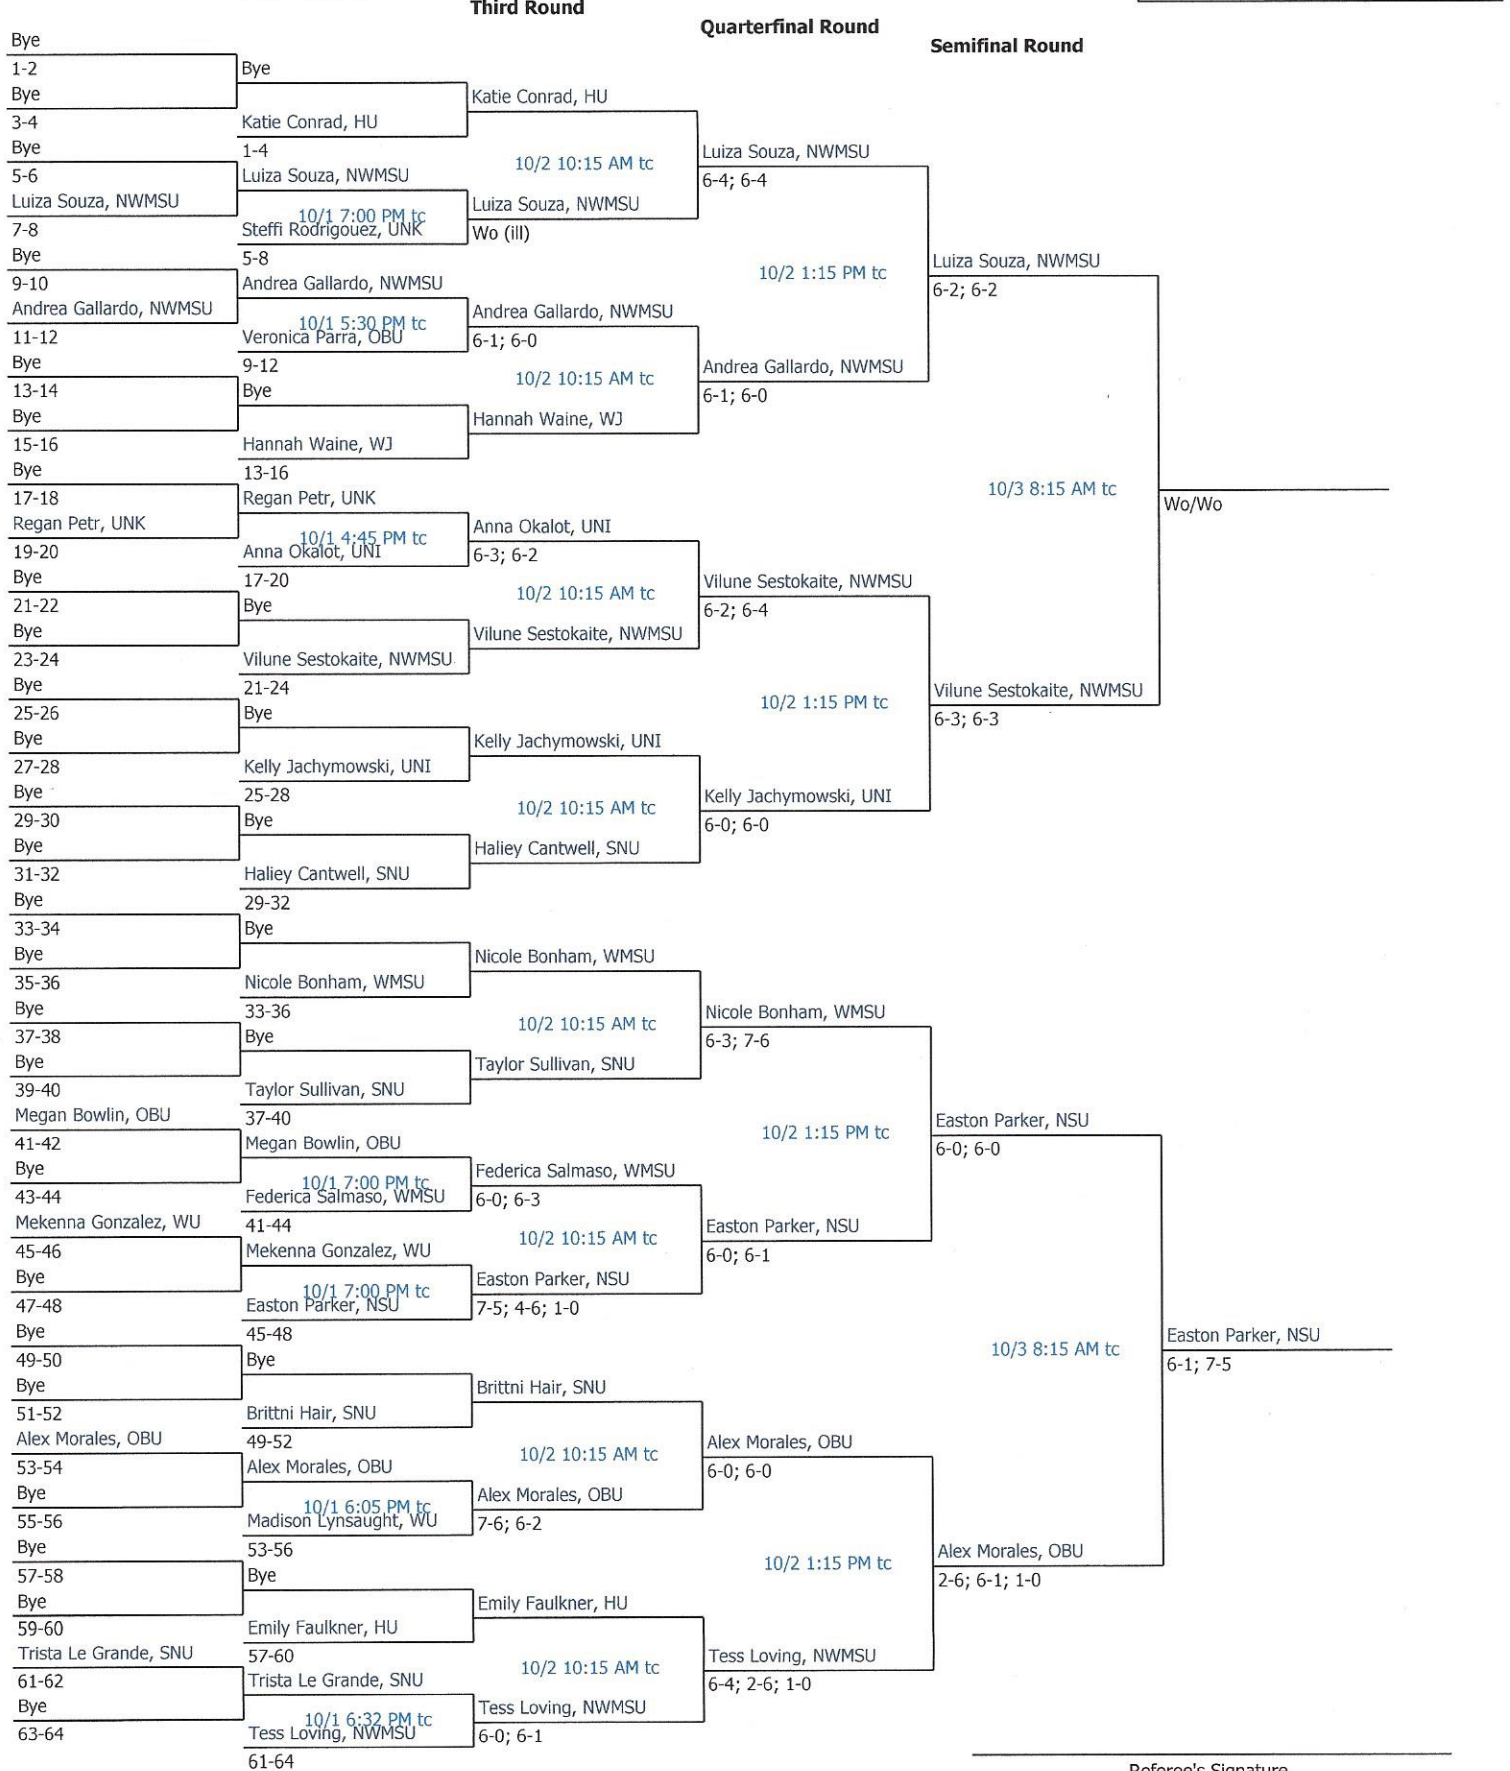 Third Round
Quarterfinal Round
Semifinal Round
Bye
1-2
Bye
Bye
Katie Conrad, HU
3-4
Katie Conrad, HU
Bye
1-4
10/2 10:15 AM tc
Luiza Souza, NWMSU
5-6
Luiza Souza, NWMSU
6-4; 6-4
Luiza Souza, NWMSU
10/1 7:00 PM tc
Luiza Souza, NWMSU
7-8
Steffi Rodrigouez, UNK
Wo (ill)
Bye
5-8
10/2 1:15 PM tc
Luiza Souza, NWMSU
9-10
Andrea Gallardo, NWMSU
6-2; 6-2
Andrea Gallardo, NWMSU
10/1 5:30 PM tc
Andrea Gallardo, NWMSU
11-12
Veronica Parra, OBU
6-1; 6-0
Bye
9-12
10/2 10:15 AM tc
Andrea Gallardo, NWMSU
13-14
Bye
6-1; 6-0
Bye
Hannah Waine, WJ
15-16
Hannah Waine, WJ
Bye
13-16
10/3 8:15 AM tc
17-18
Regan Petr, UNK
Wo/Wo
Regan Petr, UNK
10/1 4:45 PM tc
Anna Okalot, UNI
19-20
Anna Okalot, UNI
6-3; 6-2
Bye
17-20
10/2 10:15 AM tc
Vilune Sestokaite, NWMSU
21-22
Bye
6-2; 6-4
Bye
Vilune Sestokaite, NWMSU
23-24
Vilune Sestokaite, NWMSU
Bye
21-24
10/2 1:15 PM tc
Vilune Sestokaite, NWMSU
25-26
Bye
6-3; 6-3
Bye
Kelly Jachymowski, UNI
27-28
Kelly Jachymowski, UNI
Bye
25-28
10/2 10:15 AM tc
Kelly Jachymowski, UNI
29-30
Bye
6-0; 6-0
Bye
Haliey Cantwell, SNU
31-32
Haliey Cantwell, SNU
Bye
29-32
33-34
Bye
Bye
Nicole Bonham, WMSU
35-36
Nicole Bonham, WMSU
Bye
33-36
10/2 10:15 AM tc
Nicole Bonham, WMSU
37-38
Bye
6-3; 7-6
Bye
Taylor Sullivan, SNU
39-40
Taylor Sullivan, SNU
Megan Bowlin, OBU
37-40
10/2 1:15 PM tc
Easton Parker, NSU
41-42
Megan Bowlin, OBU
6-0; 6-0
Bye
10/1 7:00 PM tc
Federica Salmaso, WMSU
43-44
Federica Salmaso, WMSU
6-0; 6-3
Mekenna Gonzalez, WU
41-44
10/2 10:15 AM tc
Easton Parker, NSU
45-46
Mekenna Gonzalez, WU
6-0; 6-1
Bye
10/1 7:00 PM tc
Easton Parker, NSU
47-48
Easton Parker, NSU
7-5; 4-6; 1-0
Bye
45-48
10/3 8:15 AM tc
Easton Parker, NSU
49-50
Bye
6-1; 7-5
Bye
Brittni Hair, SNU
51-52
Brittni Hair, SNU
Alex Morales, OBU
49-52
10/2 10:15 AM tc
Alex Morales, OBU
53-54
Alex Morales, OBU
6-0; 6-0
Bye
10/1 6:05 PM tc
Alex Morales, OBU
55-56
Madison Lynsaught, WU
7-6; 6-2
Bye
53-56
10/2 1:15 PM tc
Alex Morales, OBU
57-58
Bye
2-6; 6-1; 1-0
Bye
Emily Faulkner, HU
59-60
Emily Faulkner, HU
Trista Le Grande, SNU
57-60
10/2 10:15 AM tc
Tess Loving, NWMSU
61-62
Trista Le Grande, SNU
6-4; 2-6; 1-0
Bye
10/1 6:32 PM tc
Tess Loving, NWMSU
63-64
Tess Loving, NWMSU
6-0; 6-1
61-64
Referee's Signature